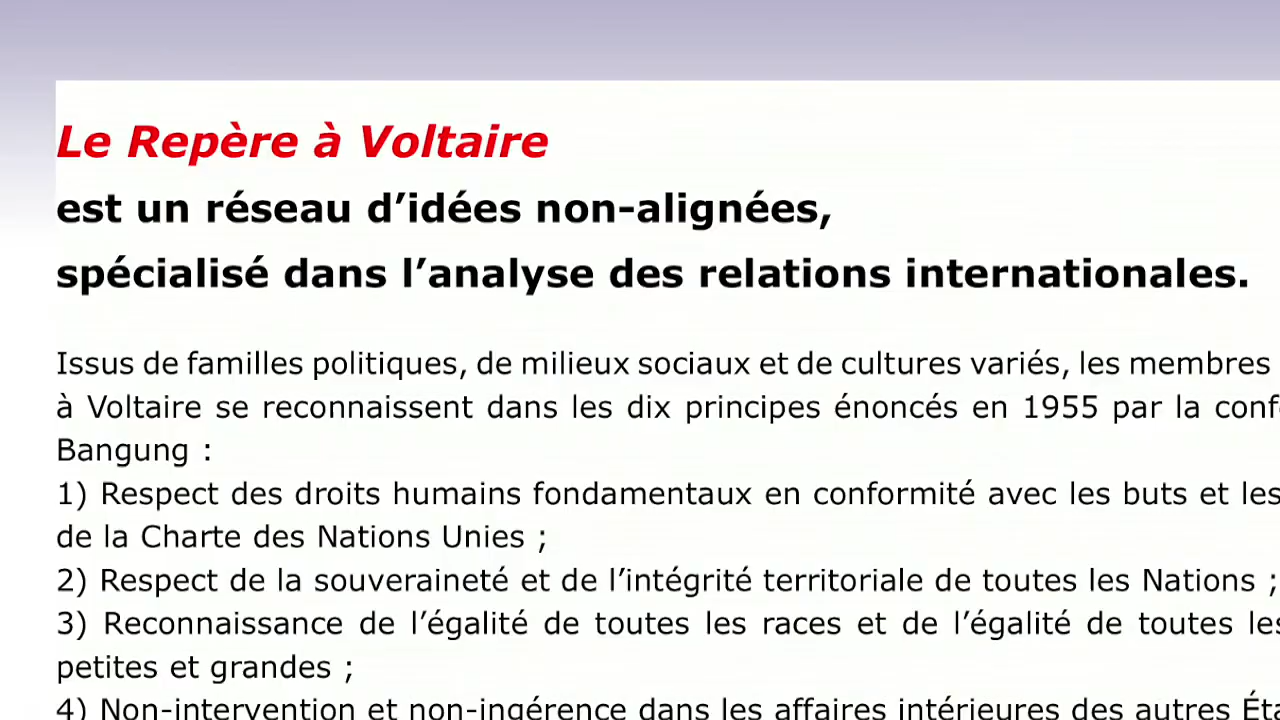 Le Repère à Voltaire
est un réseau d’idées non-alignées,
spécialisé dans l’analyse des relations internationales.
Issus de familles politiques, de milieux sociaux et de cultures variés, les membres
à Voltaire se reconnaissent dans les dix principes énoncés en 1955 par la
Bangung :
1) Respect des droits humains fondamentaux en conformité avec les buts et les
de la Charte des Nations Unies ;
2) Respect de la souveraineté et de l’intégrité territoriale de toutes les Nations ;
3) Reconnaissance de l’égalité de toutes les races et de l’égalité de toutes les
petites et grandes ;
4) Non-intervention et non-ingérence dans les affaires intérieures des autres